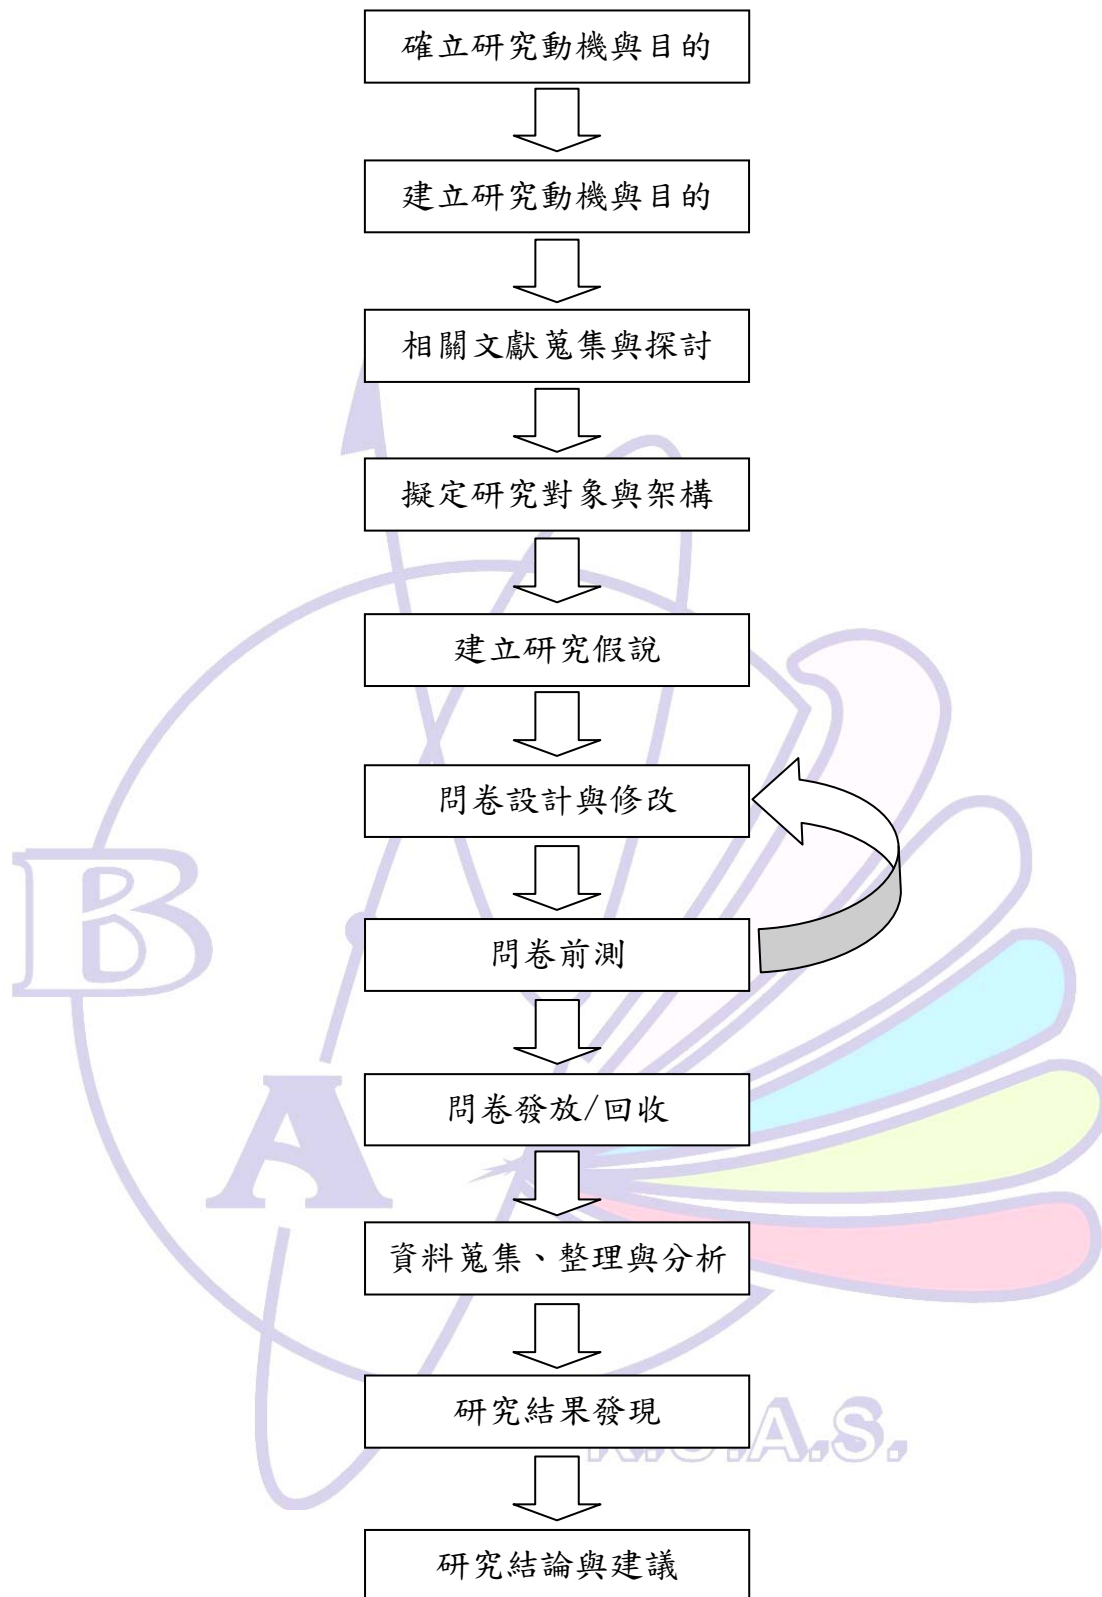 確立研究動機與目的
建立研究動機與目的
相關文獻蒐集與探討
擬定研究對象與架構
建立研究假說
問卷設計與修改
問卷前測
B
問卷發放/回收
A
資料蒐集、整理與分析
研究結果發現
A.S.
研究結論與建議